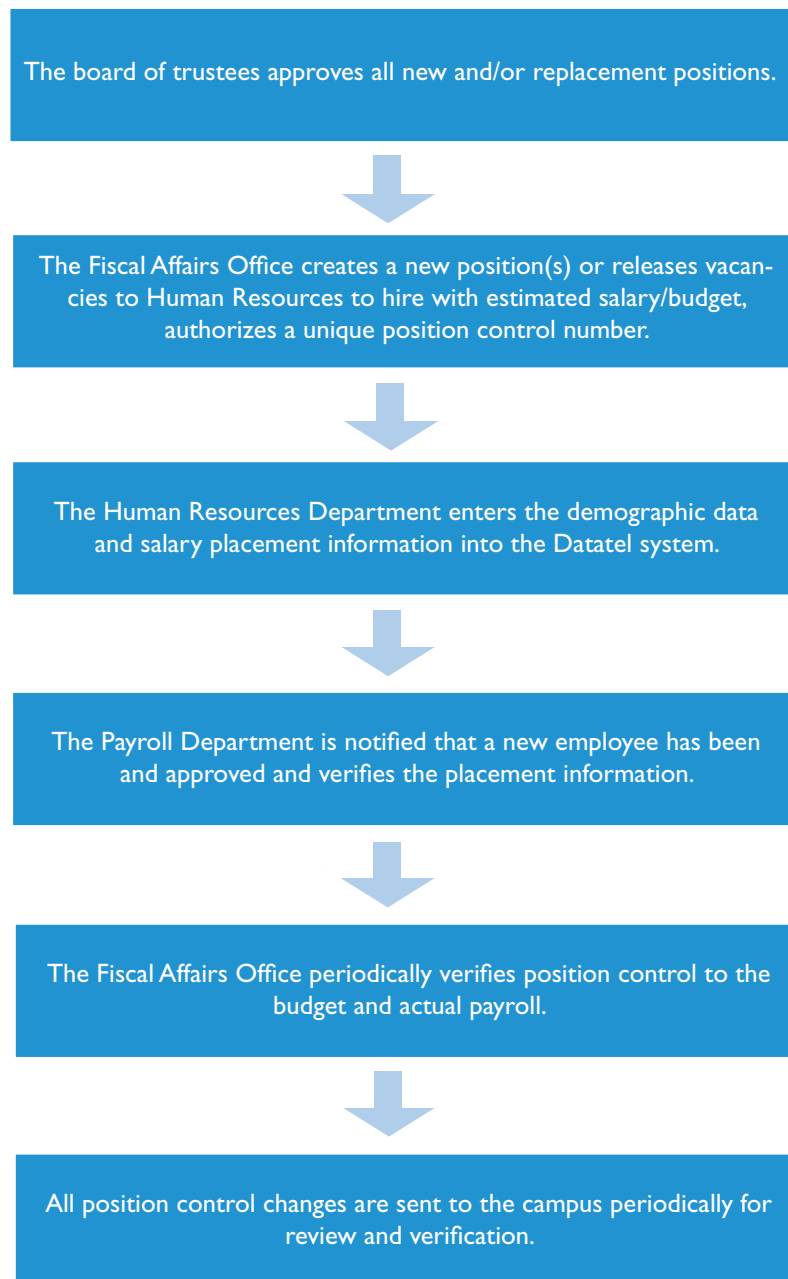 The board of trustees approves all new and/or replacement positions.
The Fiscal Affairs Office creates a new position(s) or releases vacan-
cies to Human Resources to hire with estimated salary/budget,
authorizes a unique position control number.
The Human Resources Department enters the demographic data
and salary placement information into the Datatel system.
The Payroll Department is notified that a new employee has been
and approved and verifies the placement information.
The Fiscal Affairs Office periodically verifies position control to the
budget and actual payroll.
All position control changes are sent to the campus periodically for
review and verification.